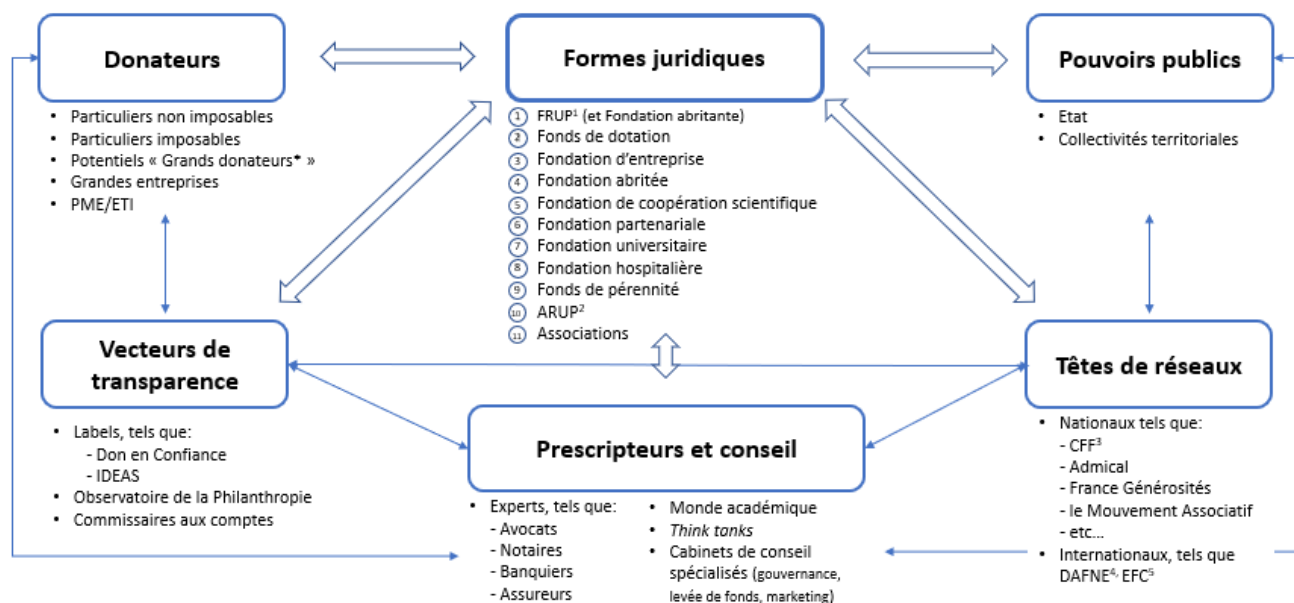 Donateurs
• Particuliers non imposables
• Particuliers imposables
• Potentiels « Grands donateurs* »
• Grandes entreprises
• PME/ETI
Formes juridiques
1 FRUP¹ (et Fondation abritante)
2 Fonds de dotation
3 Fondation d'entreprise
4 Fondation abritée
5 Fondation de coopération scientifique
6 Fondation partenariale
7 Fondation universitaire
8 Fondation hospitalière
9 Fonds de pérennité
10 ARUP²
11 Associations
Pouvoirs publics
• Etat
• Collectivités territoriales
Vecteurs de
transparence
• Labels, tels que:
- Don en Confiance
- IDEAS
• Observatoire de la Philanthropie
• Commissaires aux comptes
Prescripteurs et conseil
• Experts, tels que:
- Avocats
- Notaires
- Banquiers
- Assureurs
• Monde académique
• Think tanks
• Cabinets de conseil
spécialisés (gouvernance,
levée de fonds, marketing)
Têtes de réseaux
• Nationaux tels que:
- CFF³
- Admical
- France Générosités
- le Mouvement Associatif
- etc...
• Internationaux, tels que
DAFNE⁴, EFC⁵